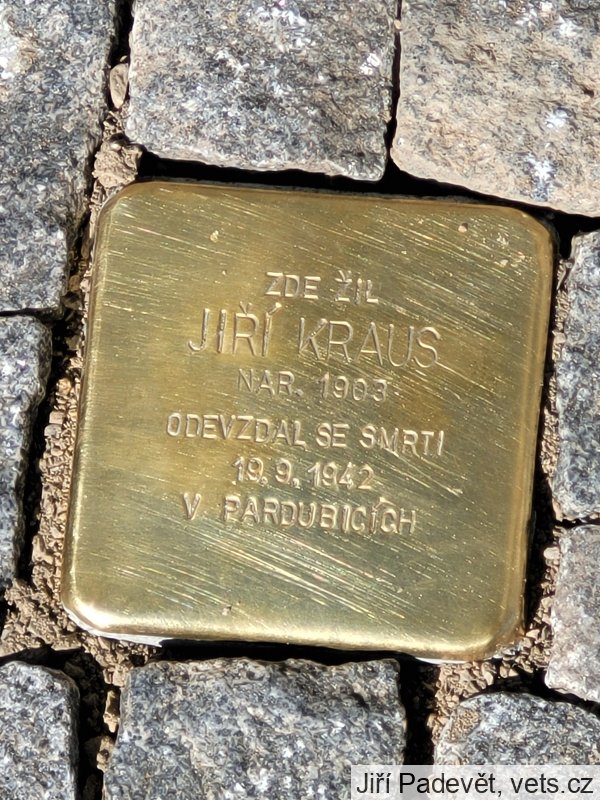 ZDE ŽIL
JIŘÍ KRAUS
NAR. 1903
ODEVZDAL SE SMRTI
19.9.1942
V PARDUBICÍCH
Jiří Padevět, vets.cz